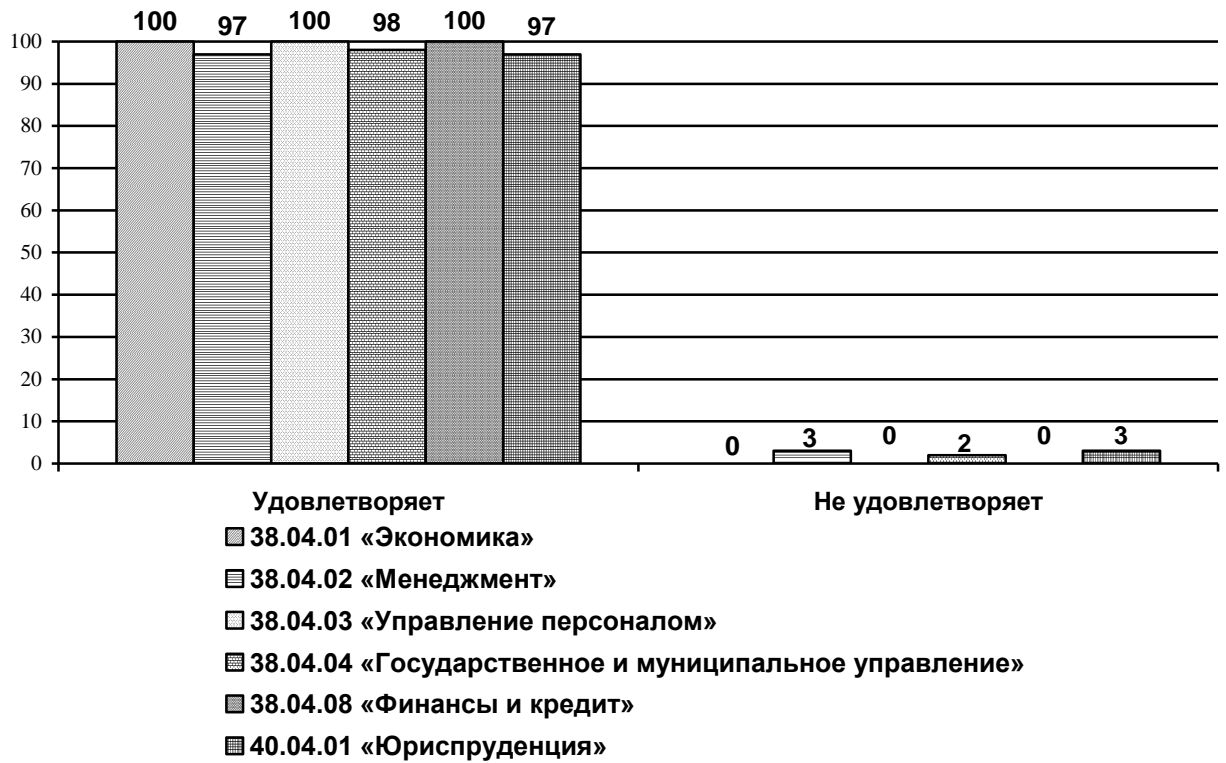 100 97 100 98 100 97
100
90
80
70
60
50
40
30
20
10
0
0 3 0 2 0 3
Удовлетворяет Не удовлетворяет
38.04.01 «Экономика»
38.04.02 «Менеджмент»
38.04.03 «Управление персоналом»
38.04.04 «Государственное и муниципальное управление»
38.04.08 «Финансы и кредит»
40.04.01 «Юриспруденция»